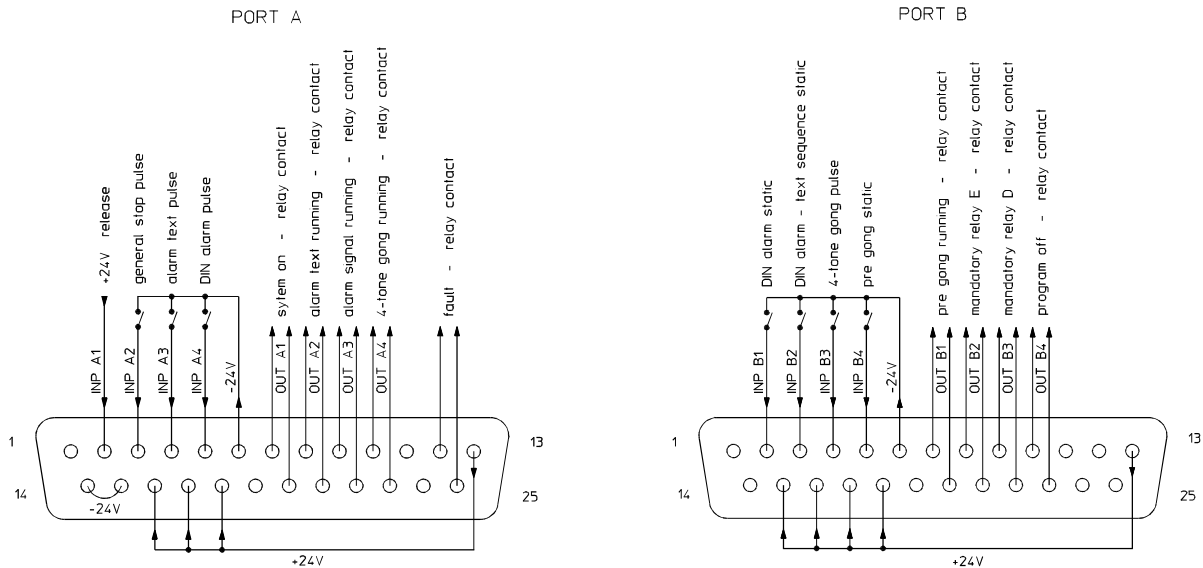 PORT A
+24V release
general stop pulse
alarm text pulse
DIN alarm pulse
sytem on - relay contact
alarm text running - relay contact
alarm signal running - relay contact
4-tone gong running - relay contact
fault - relay contact
INP A1
INP A2
INP A3
INP A4
-24V
OUT A1
OUT A2
OUT A3
OUT A4
1
13
14
25
-24V
+24V
PORT B
DIN alarm static
DIN alarm - text sequence static
4-tone gong pulse
pre gong static
pre gong running - relay contact
mandatory relay E - relay contact
mandatory relay D - relay contact
program off - relay contact
INP B1
INP B2
INP B3
INP B4
-24V
OUT B1
OUT B2
OUT B3
OUT B4
1
13
14
25
+24V